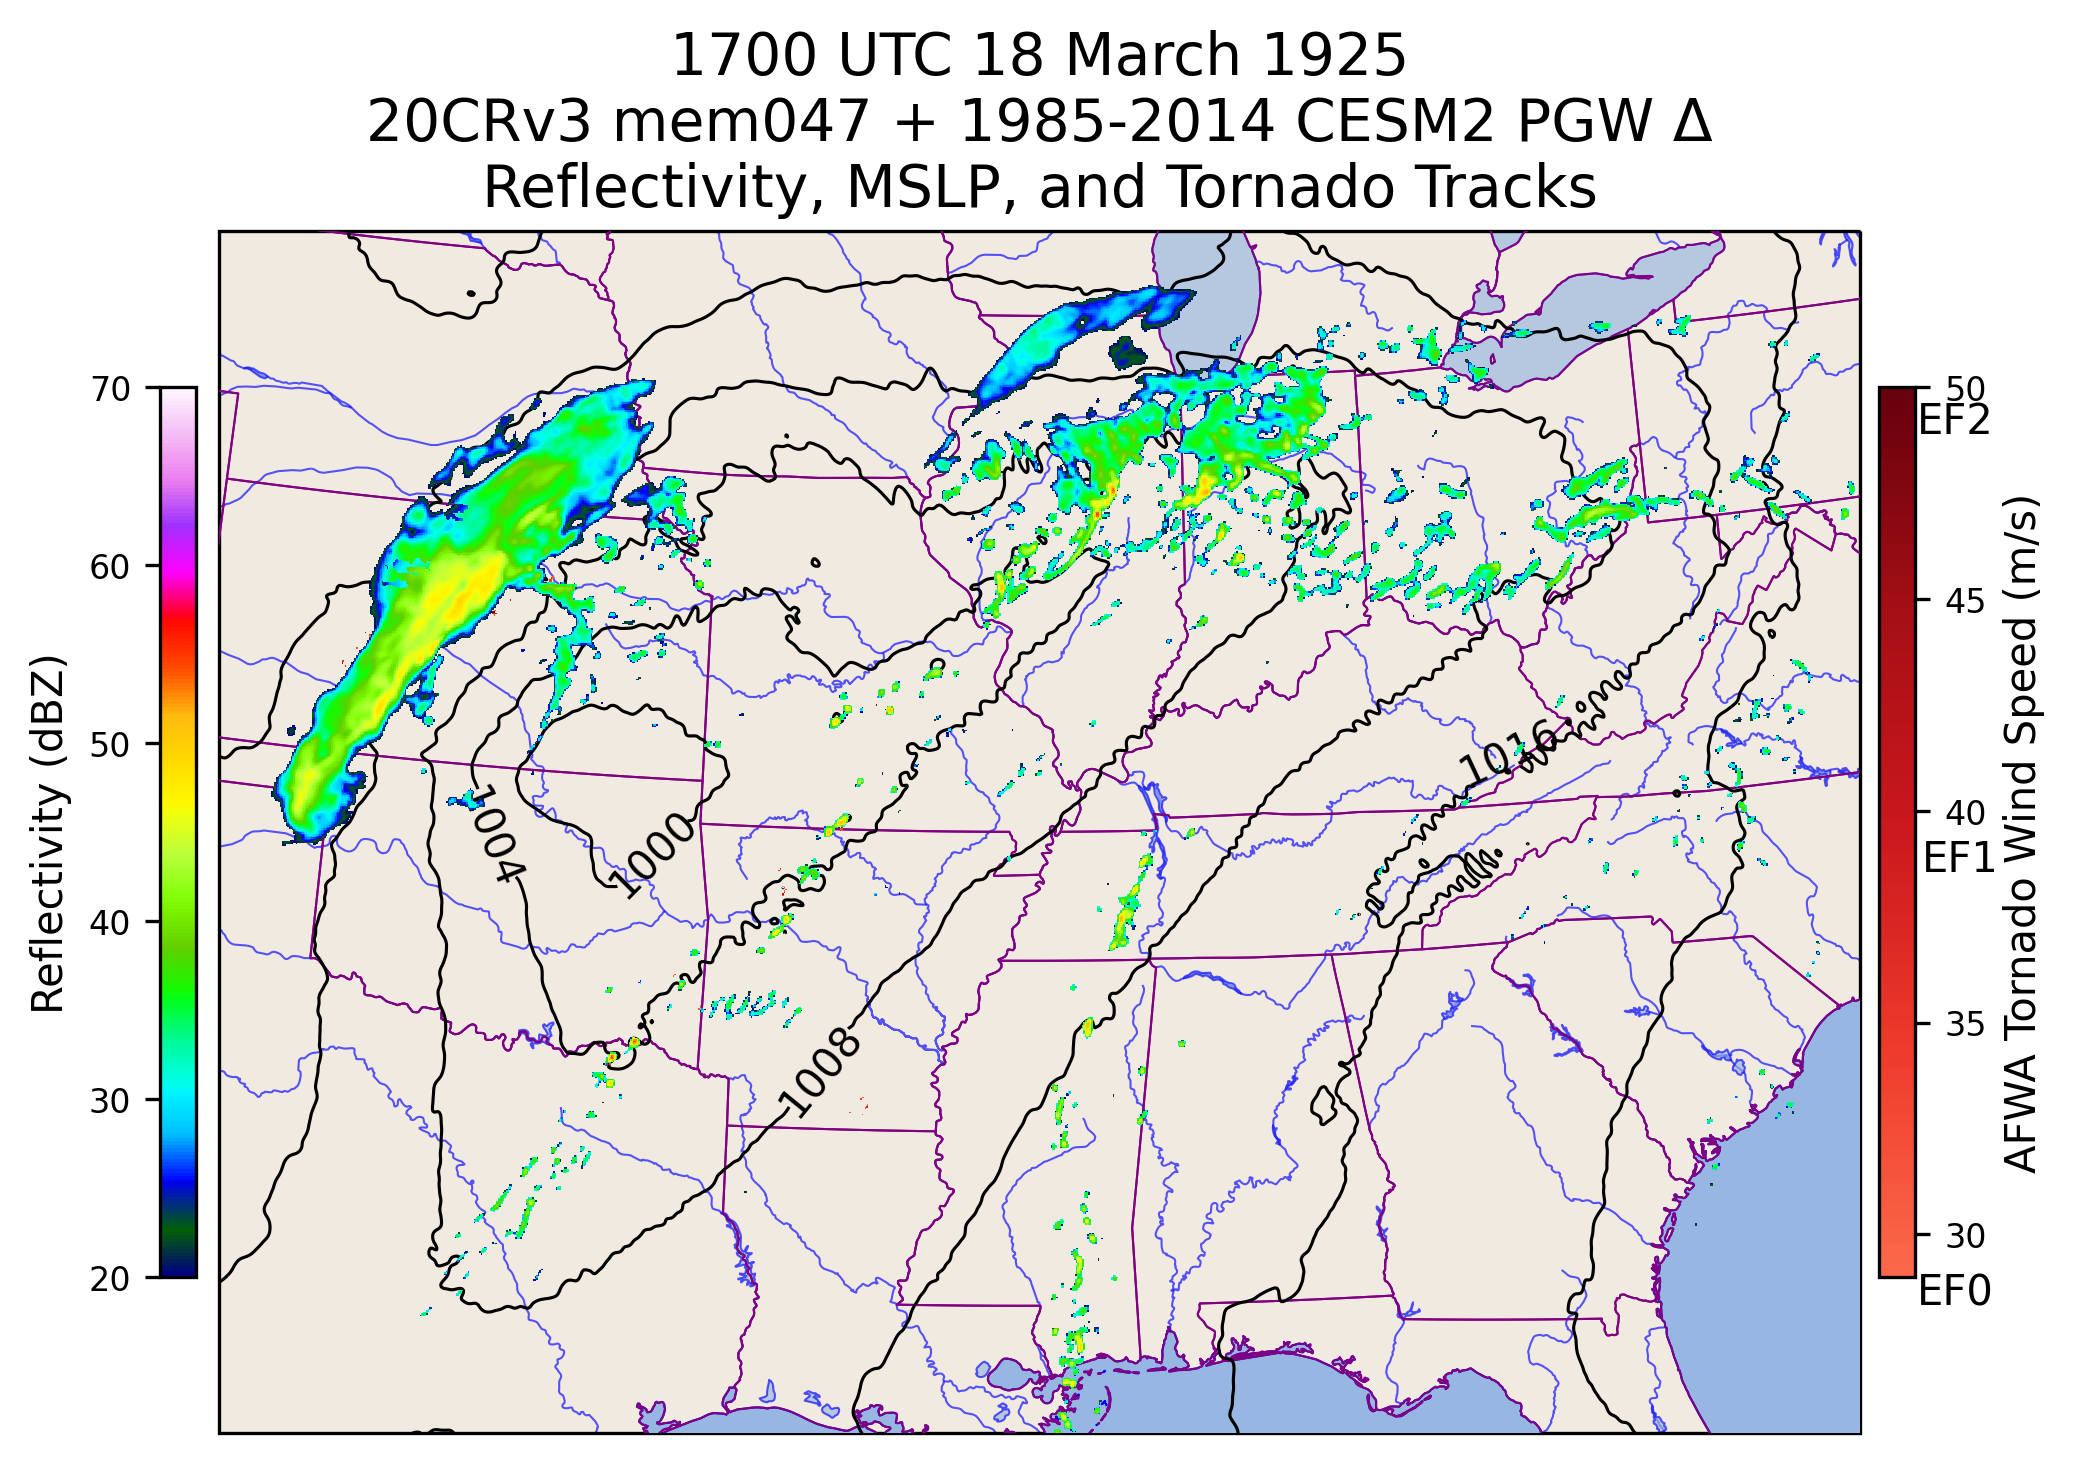 1700 UTC 18 March 1925
20CRv3 mem047 + 1985-2014 CESM2 PGW Δ
Reflectivity, MSLP, and Tornado Tracks
70
60
50
40
30
20
Reflectivity (dBZ)
1016
1004
1000
1008
50
EF2
45
40
EF1
35
30
EF0
AFWA Tornado Wind Speed (m/s)